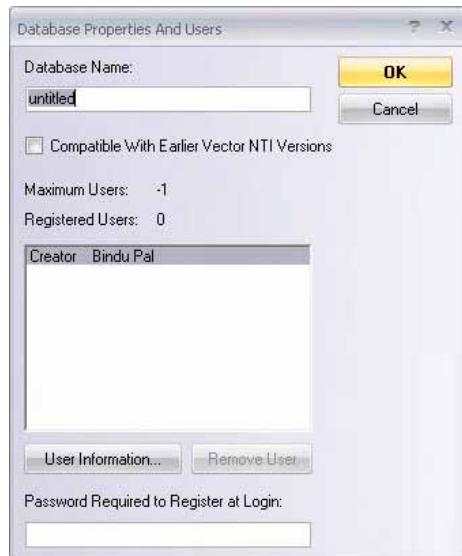 Database Properties And Users ? X
Database Name:
OK
untitled
Cancel
Compatible With Earlier Vector NTI Versions
Maximum Users: -1
Registered Users: 0
Creator Bindu Pal
User Information... Remove User
Password Required to Register at Login: